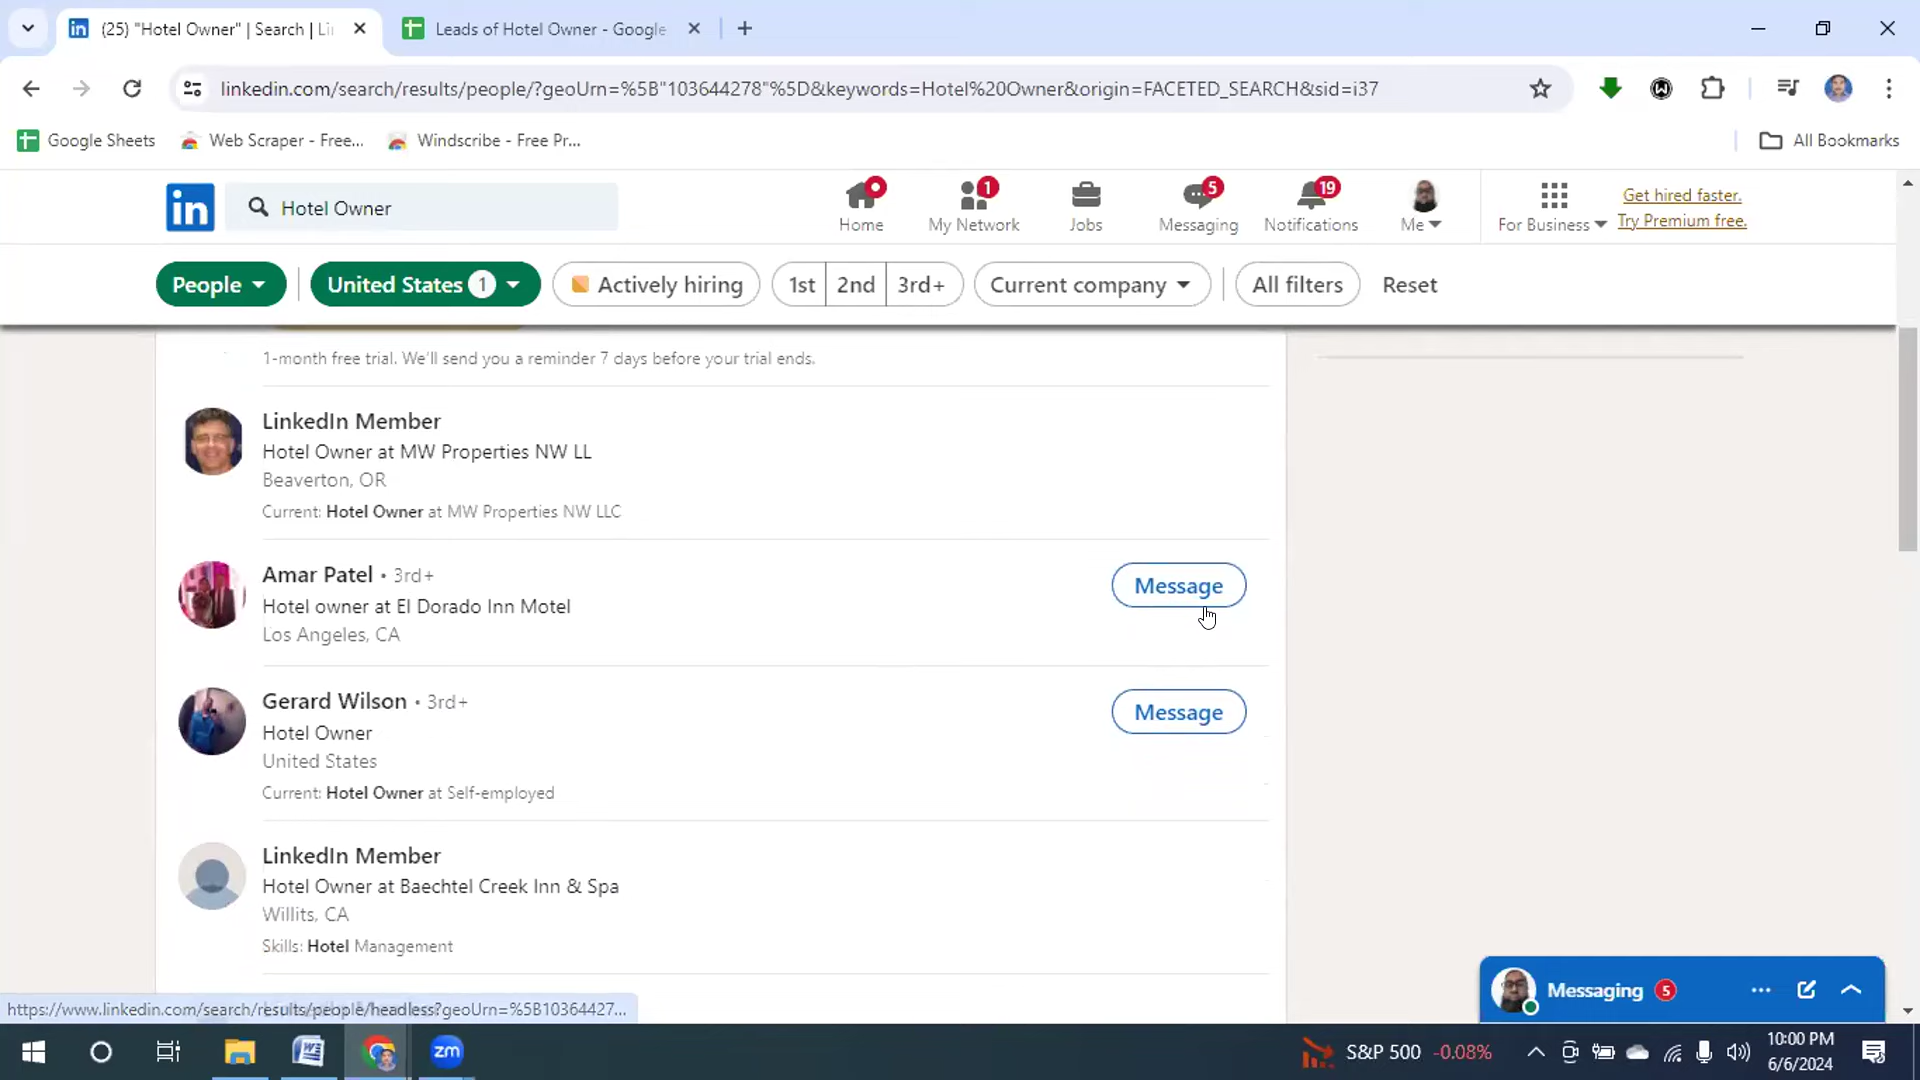 (25) "Hotel Owner" | Search | Li
Leads of Hotel Owner - Google
linkedin.com/search/results/people/?geoUrn=%5B"103644278"%5D&keywords=Hotel%20Owner&origin=FACETED_SEARCH&sid=i37
Google Sheets
Web Scraper - Free...
Windscribe - Free Pr...
All Bookmarks
in
Hotel Owner
Home
1
My Network
Jobs
5
Messaging
19
Notifications
Me
For Business
Get hired faster.
Try Premium free.
People
United States 1
Actively hiring
1st
2nd
3rd+
Current company
All filters
Reset
1-month free trial. We'll send you a reminder 7 days before your trial ends.
LinkedIn Member
Hotel Owner at MW Properties NW LL
Beaverton, OR
Current: Hotel Owner at MW Properties NW LLC
Amar Patel • 3rd+
Hotel owner at El Dorado Inn Motel
Los Angeles, CA
Message
Gerard Wilson • 3rd+
Hotel Owner
United States
Current: Hotel Owner at Self-employed
Message
LinkedIn Member
Hotel Owner at Baechtel Creek Inn & Spa
Willits, CA
Skills: Hotel Management
https://www.linkedin.com/search/results/people/headless?geoUrn=%5B10364427...
Messaging 5
zm
S&P 500 -0.08%
10:00 PM
6/6/2024